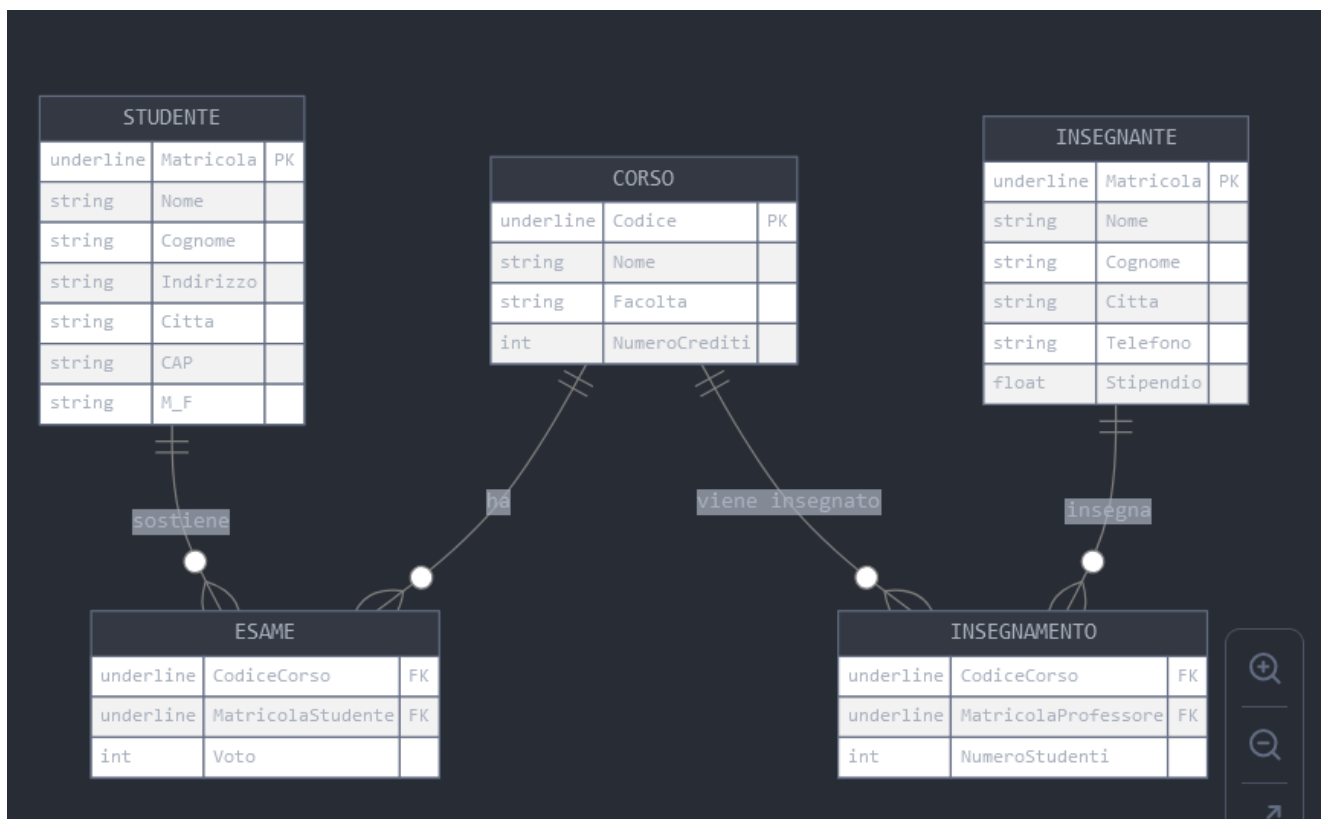 STUDENTE
underline Matricola PK
string Nome
string Cognome
string Indirizzo
string Citta
string CAP
string M_F
CORSO
underline Codice PK
string Nome
string Facolta
int NumeroCrediti
INSEGNANTE
underline Matricola PK
string Nome
string Cognome
string Citta
string Telefono
float Stipendio
sostiene
há
viene insegnato
insegna
ESAME
underline CodiceCorso FK
underline MatricolaStudente FK
int Voto
INSEGNAMENTO
underline CodiceCorso FK
underline MatricolaProfessore FK
int NumeroStudenti